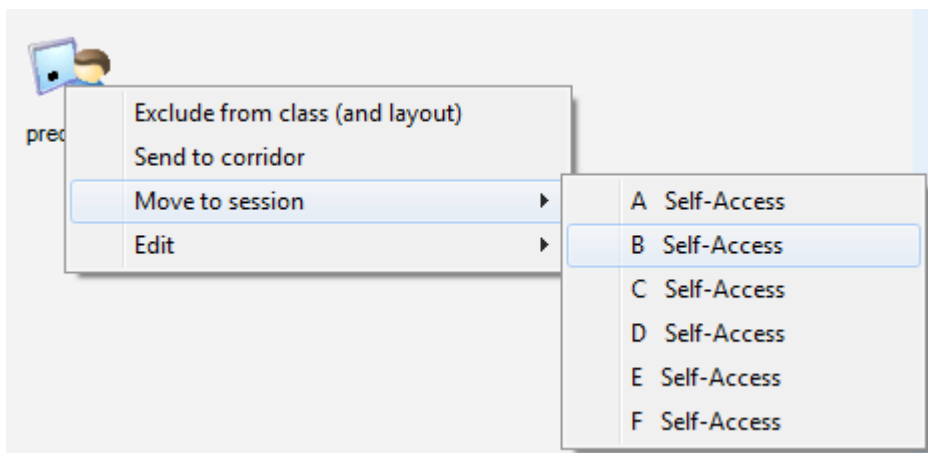 Exclude from class (and layout)
Send to corridor
Move to session
Edit
A Self-Access
B Self-Access
C Self-Access
D Self-Access
E Self-Access
F Self-Access